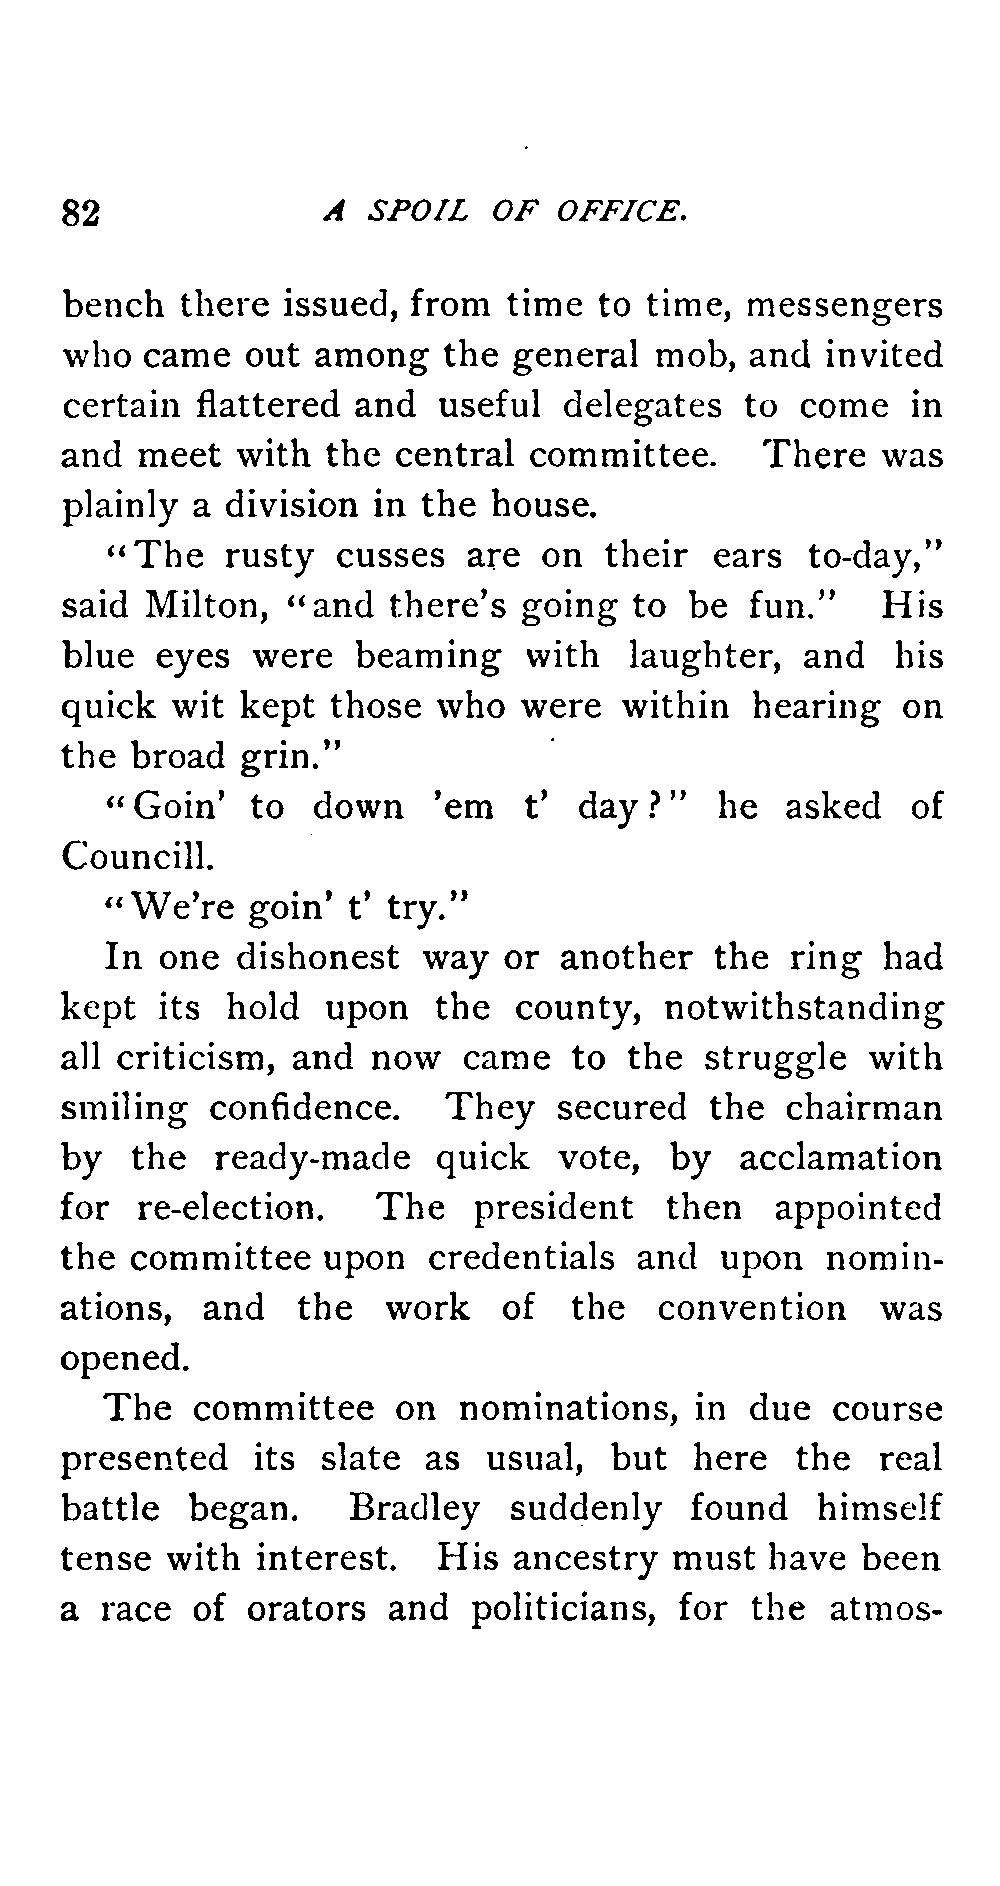 82 A SPOIL OF OFFICE.
bench there issued, from time to time, messengers
who came out among the general mob, and invited
certain flattered and useful delegates to come in
and meet with the central committee. There was
plainly a division in the house.
"The rusty cusses are on their ears to-day,"
said Milton, "and there's going to be fun." His
blue eyes were beaming with laughter, and his
quick wit kept those who were within hearing on
the broad grin."
"Goin' to down 'em t' day?" he asked of
Councill.
"We're goin' t' try."
In one dishonest way or another the ring had
kept its hold upon the county, notwithstanding
all criticism, and now came to the struggle with
smiling confidence. They secured the chairman
by the ready-made quick vote, by acclamation
for re-election. The president then appointed
the committee upon credentials and upon nomin-
ations, and the work of the convention was
opened.
The committee on nominations, in due course
presented its slate as usual, but here the real
battle began. Bradley suddenly found himself
tense with interest. His ancestry must have been
a race of orators and politicians, for the atmos-